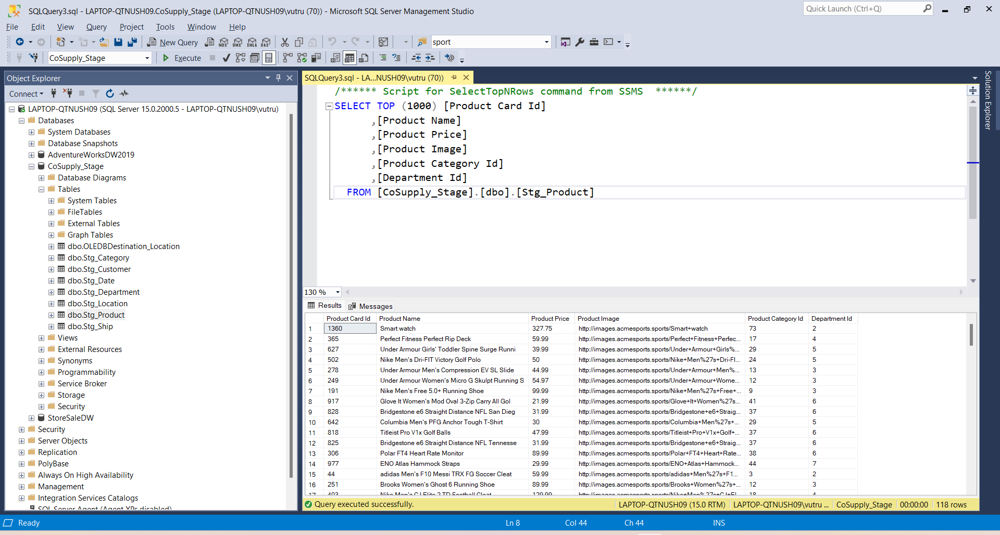 SQLQuery3.sql - LAPTOP-QTNUSH09.CoSupply_Stage (LAPTOP-QTNUSH09\vutru (70)) - Microsoft SQL Server Management Studio
Quick Launch (Ctrl+Q)
File Edit View Query Project Tools Window Help
New Query MDX DMX XMLA DAX sport
CoSupply_Stage Execute
Object Explorer
Connect
LAPTOP-QTNUSH09 (SQL Server 15.0.2000.5 - LAPTOP-QTNUSH09\vutru)
Databases
System Databases
Database Snapshots
AdventureWorksDW2019
CoSupply_Stage
Database Diagrams
Tables
System Tables
FileTables
External Tables
Graph Tables
dbo.OLEDBDestination_Location
dbo.Stg_Category
dbo.Stg_Customer
dbo.Stg_Date
dbo.Stg_Department
dbo.Stg_Location
dbo.Stg_Product
dbo.Stg_Ship
Views
External Resources
Synonyms
Programmability
Service Broker
Storage
Security
StoreSaleDW
Security
Server Objects
Replication
PolyBase
Always On High Availability
Management
Integration Services Catalogs
SQL Server Agent (Agent XPs disabled)
SQLQuery3.sql - LA...NUSH09\vutru (70))
/****** Script for SelectTopNRows command from SSMS  ******/
SELECT TOP (1000) [Product Card Id]
,[Product Name]
,[Product Price]
,[Product Image]
,[Product Category Id]
,[Department Id]
FROM [CoSupply_Stage].[dbo].[Stg_Product]
Solution Explorer
130 %
Results Messages
Product Card Id Product Name Product Price Product Image Product Category Id Department Id
1 1360 Smart watch 327.75 http://images.acmesports.sports/Smart+watch 73 2
2 365 Perfect Fitness Perfect Rip Deck 59.99 http://images.acmesports.sports/Perfect+Fitness+Perfec... 17 4
3 627 Under Armour Girls' Toddler Spine Surge Runni 39.99 http://images.acmesports.sports/Under+Armour+Girls%... 29 5
4 502 Nike Men's Dri-FIT Victory Golf Polo 50 http://images.acmesports.sports/Nike+Men%27s+Dri-FI... 24 5
5 278 Under Armour Men's Compression EV SL Slide 44.99 http://images.acmesports.sports/Under+Armour+Men%... 13 3
6 249 Under Armour Women's Micro G Skulpt Running S 54.97 http://images.acmesports.sports/Under+Armour+Wome... 12 3
7 191 Nike Men's Free 5.0+ Running Shoe 99.99 http://images.acmesports.sports/Nike+Men%27s+Free+... 9 3
8 917 Glove It Women's Mod Oval 3-Zip Carry All Gol 21.99 http://images.acmesports.sports/Glove+It+Women%27s... 41 6
9 828 Bridgestone e6 Straight Distance NFL San Dieg 31.99 http://images.acmesports.sports/Bridgestone+e6+Straig... 37 6
10 642 Columbia Men's PFG Anchor Tough T-Shirt 30 http://images.acmesports.sports/Columbia+Men%27s+... 29 5
11 818 Titleist Pro V1x Golf Balls 47.99 http://images.acmesports.sports/Titleist+Pro+V1x+Golf+... 37 6
12 825 Bridgestone e6 Straight Distance NFL Tennesse 31.99 http://images.acmesports.sports/Bridgestone+e6+Straig... 37 6
13 306 Polar FT4 Heart Rate Monitor 89.99 http://images.acmesports.sports/Polar+FT4+Heart+Rate... 38 6
14 977 ENO Atlas Hammock Straps 29.99 http://images.acmesports.sports/ENO+Atlas+Hammock... 44 7
15 44 adidas Men's F10 Messi TRX FG Soccer Cleat 59.99 http://images.acmesports.sports/adidas+Men%27s+F1... 3 2
16 251 Brooks Women's Ghost 6 Running Shoe 89.99 http://images.acmesports.sports/Brooks+Women%27s+... 12 3
17 403 Nike Men's CJ Elite 2 TD Football Cleat 129.99 http://images.acmesports.sports/Nike+Men%27s+CJ+El... 18 4
Query executed successfully. LAPTOP-QTNUSH09 (15.0 RTM) LAPTOP-QTNUSH09\vutru ... CoSupply_Stage 00:00:00 118 rows
Ready Ln 8 Col 44 Ch 44 INS